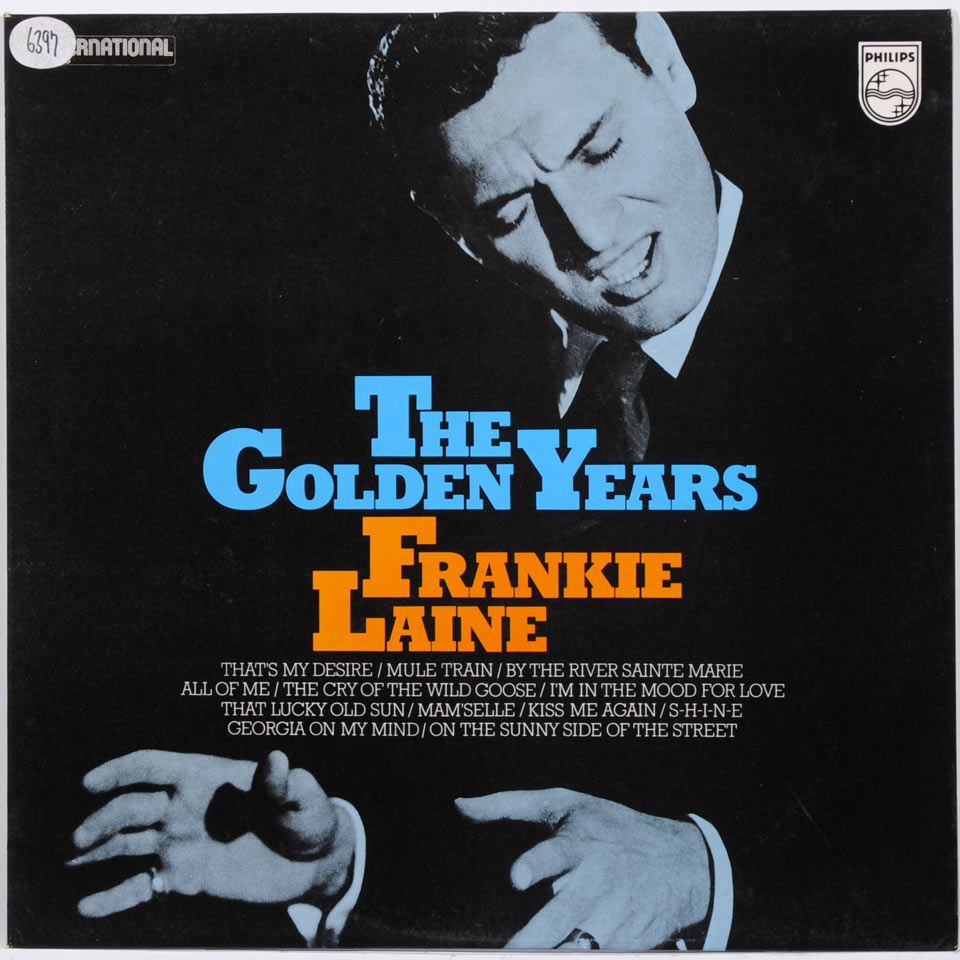 6397
RNATIONAL
PHILIPS
THE
GOLDEN YEARS
FRANKIE
LAINE
THAT'S MY DESIRE / MULE TRAIN / BY THE RIVER SAINTE MARIE
ALL OF ME / THE CRY OF THE WILD GOOSE / I'M IN THE MOOD FOR LOVE
THAT LUCKY OLD SUN / MAM'SELLE / KISS ME AGAIN / S-H-I-N-E
GEORGIA ON MY MIND / ON THE SUNNY SIDE OF THE STREET